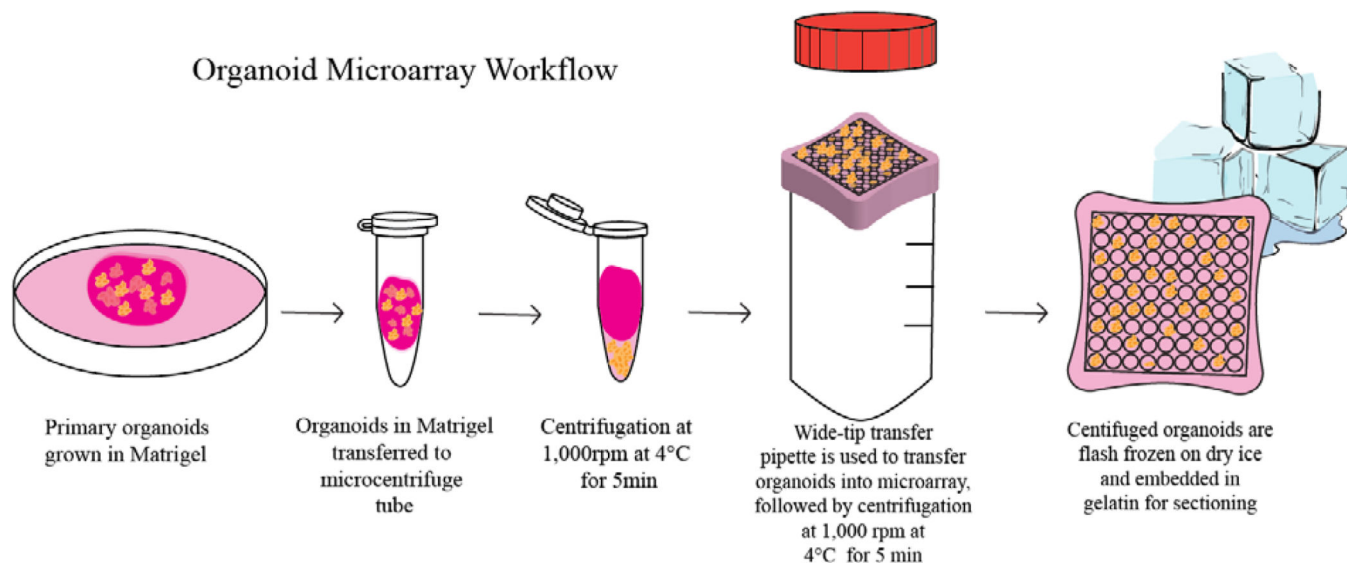 Organoid Microarray Workflow
Primary organoids
grown in Matrigel
Organoids in Matrigel
transferred to
microcentrifuge
tube
Centrifugation at
1,000rpm at 4°C
for 5min
Wide-tip transfer
pipette is used to transfer
organoids into microarray,
followed by centrifugation
at 1,000 rpm at
4°C for 5 min
Centifuged organoids are
flash frozen on dry ice
and embedded in
gelatin for sectioning